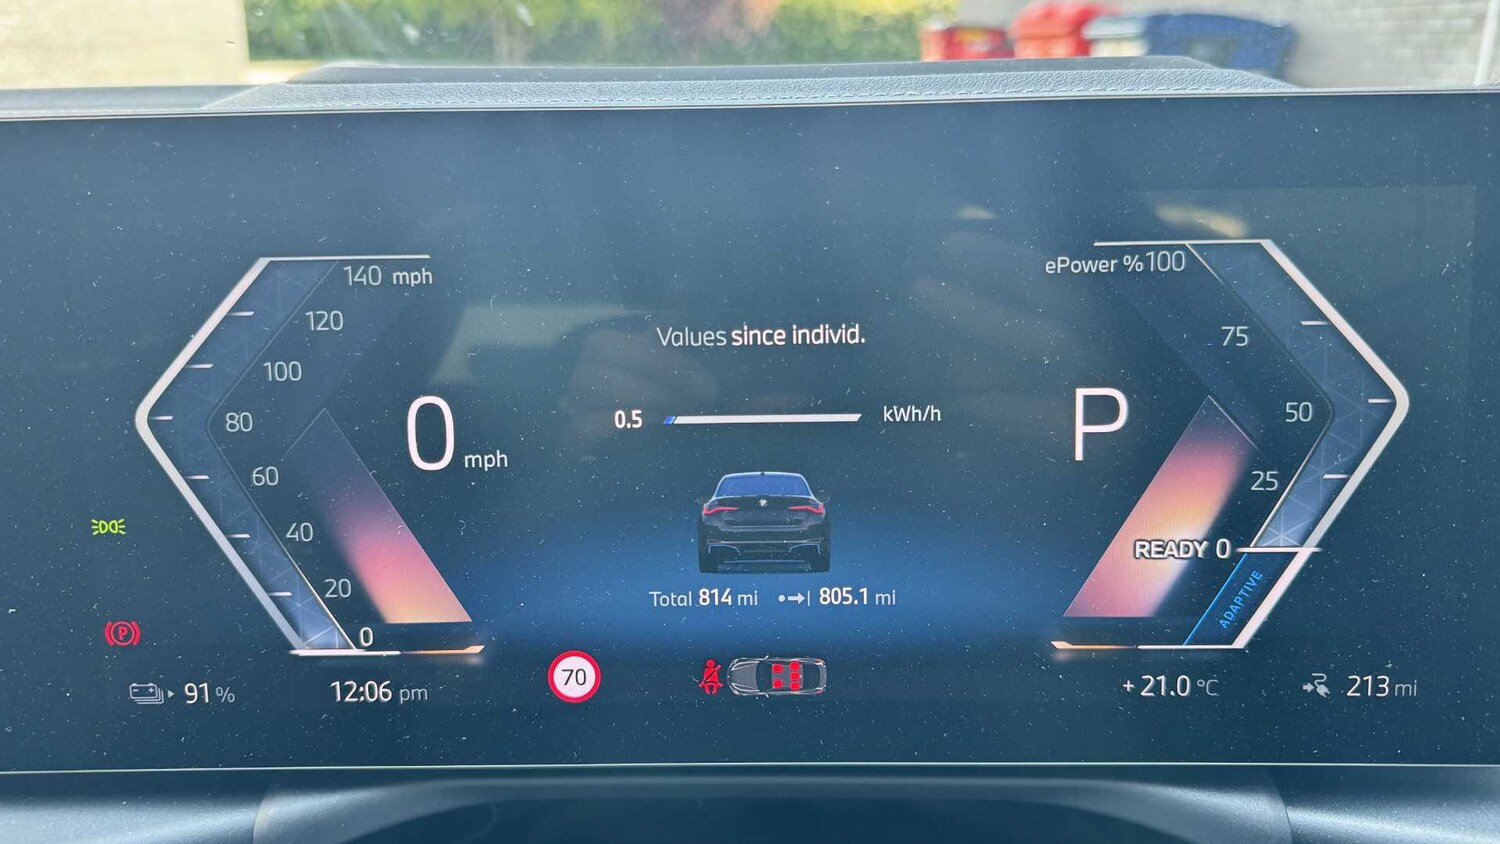 140 mph
120
100
80
60
40
20
0
0 mph
Values since individ.
0.5 kWh/h
Total 814 mi 805.1 mi
ePower % 100
75
50
25
READY 0
ADAPTIVE
P
P
91 %
12:06 pm
70
+ 21.0 °C
213 mi